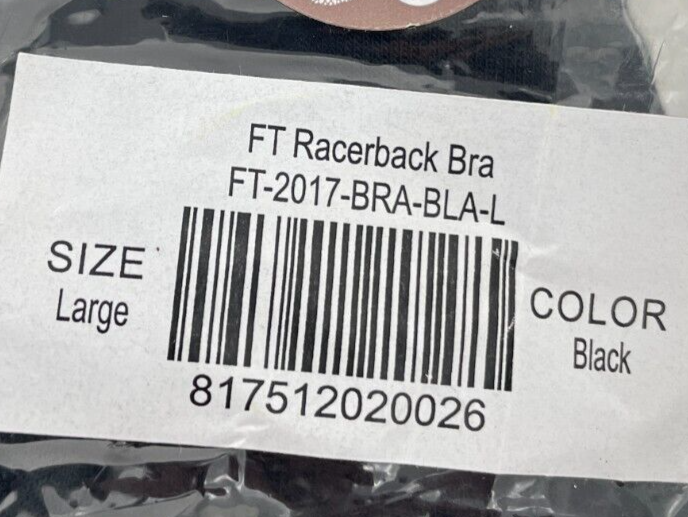 FT Racerback Bra
FT-2017-BRA-BLA-L
SIZE
Large
COLOR
Black
817512020026